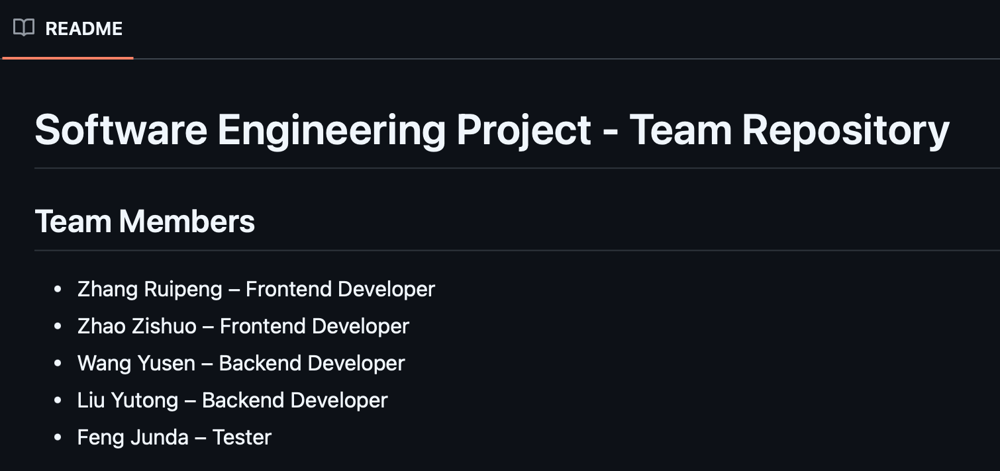 README
Software Engineering Project - Team Repository
Team Members
• Zhang Ruipeng – Frontend Developer
• Zhao Zishuo – Frontend Developer
• Wang Yusen – Backend Developer
• Liu Yutong – Backend Developer
• Feng Junda – Tester